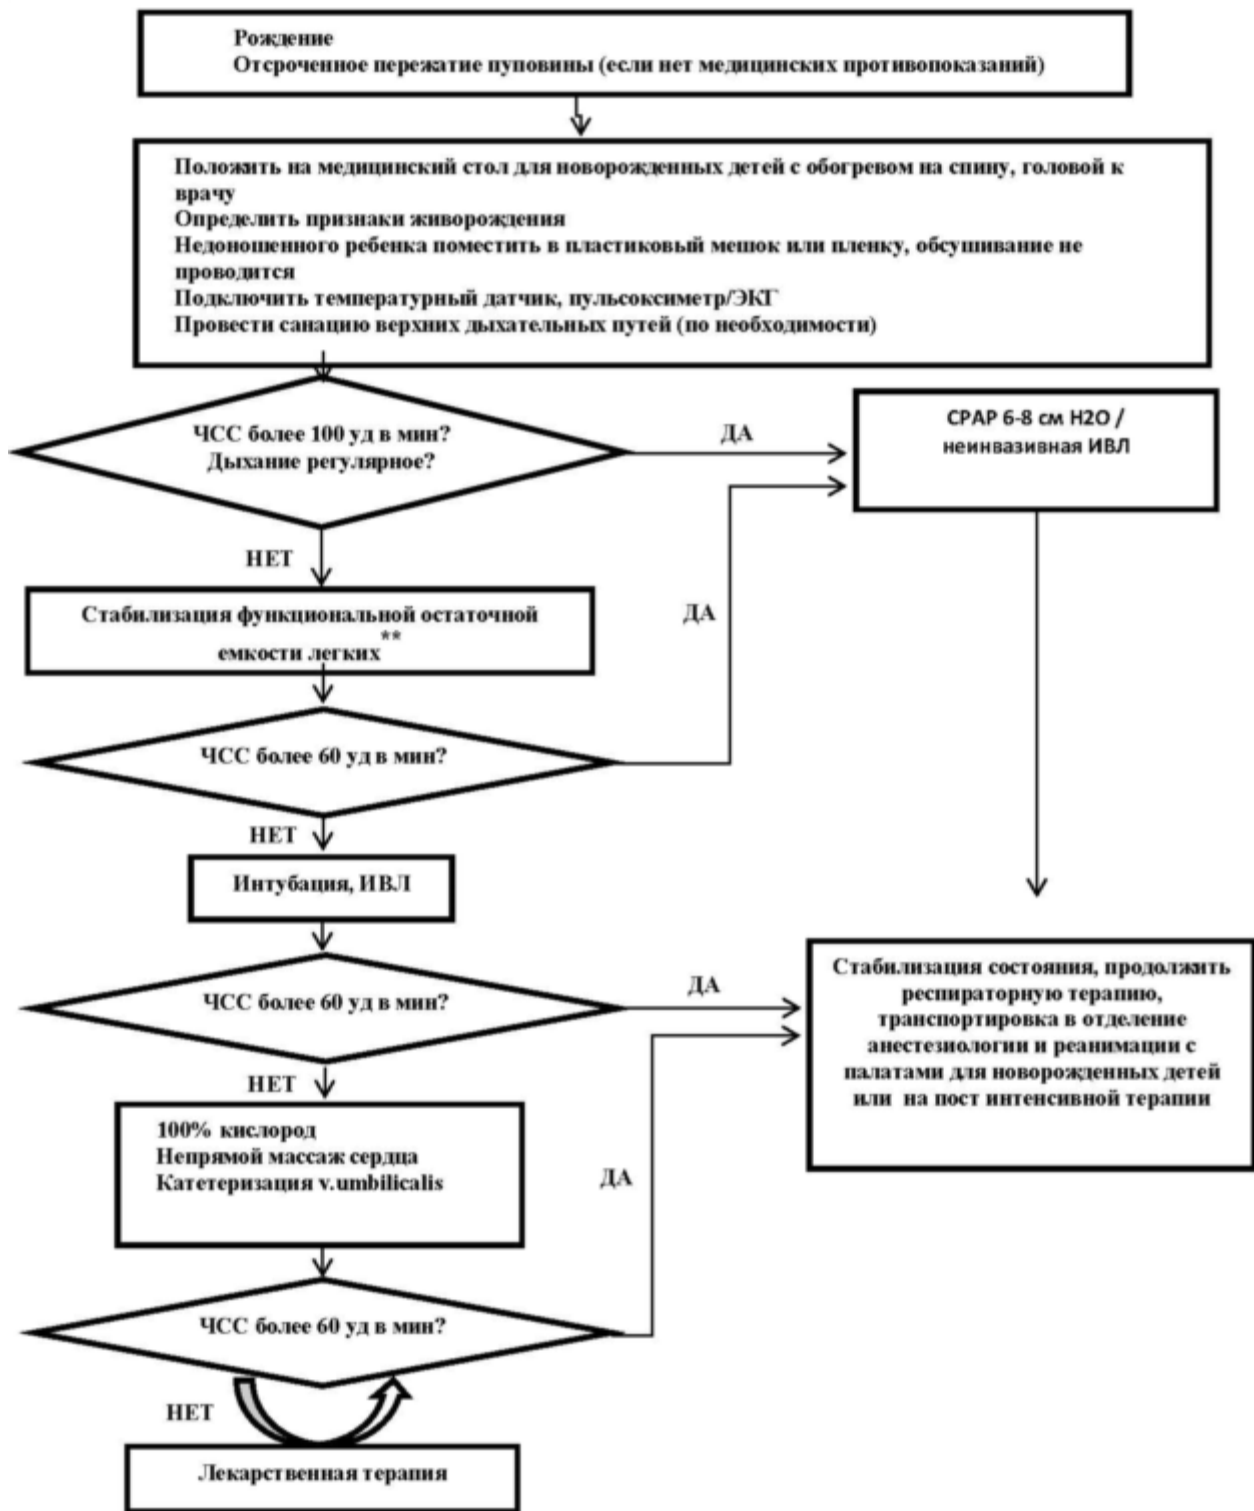 Рождение
Отсроченное пережатие пуповины (если нет медицинских противопоказаний)
Положить на медицинский стол для новорожденных детей с обогревом на спину, головой к
врачу
Определить признаки живорождения
Недоношенного ребенка поместить в пластиковый мешок или пленку, обсушивание не
проводится
Подключить температурный датчик, пульсоксиметр/ЭКГ
Провести санацию верхних дыхательных путей (по необходимости)
ЧСС более 100 уд в мин?
Дыхание регулярное?
ДА
CPAP 6-8 см H2O /
неинвазивная ИВЛ
НЕТ
Стабилизация функциональной остаточной
емкости легких**
ДА
ЧСС более 60 уд в мин?
НЕТ
Интубация, ИВЛ
ЧСС более 60 уд в мин?
ДА
Стабилизация состояния, продолжить
респираторную терапию,
транспортировка в отделение
анестезиологии и реанимации с
палатами для новорожденных детей
или на пост интенсивной терапии
НЕТ
100% кислород
Непрямой массаж сердца
Катетеризация v.umbilicalis
ДА
ЧСС более 60 уд в мин?
НЕТ
Лекарственная терапия